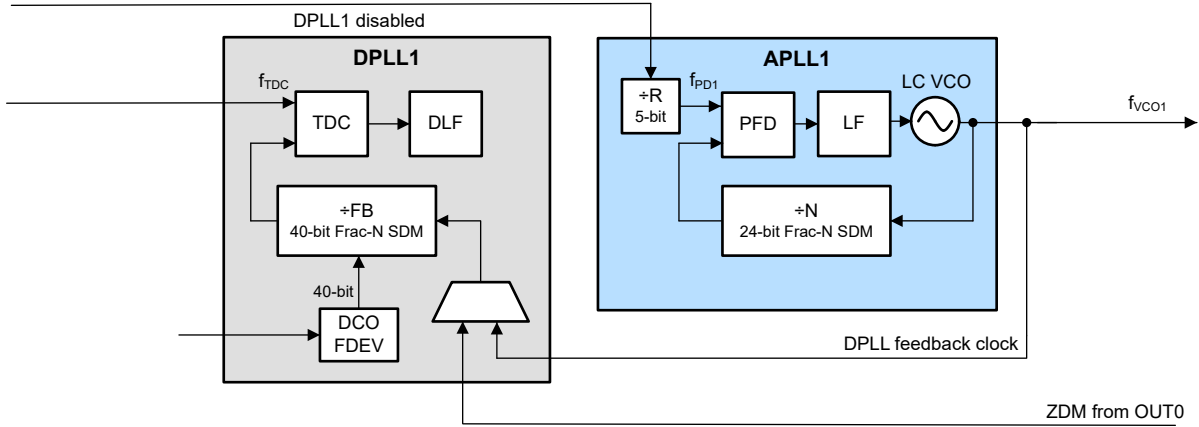 DPLL1 disabled
DPLL1
APLL1
fTDC
TDC
DLF
÷R
5-bit
fPD1
PFD
LF
LC VCO
fVCO1
÷FB
40-bit Frac-N SDM
÷N
24-bit Frac-N SDM
40-bit
DCO
FDEV
DPLL feedback clock
ZDM from OUT0